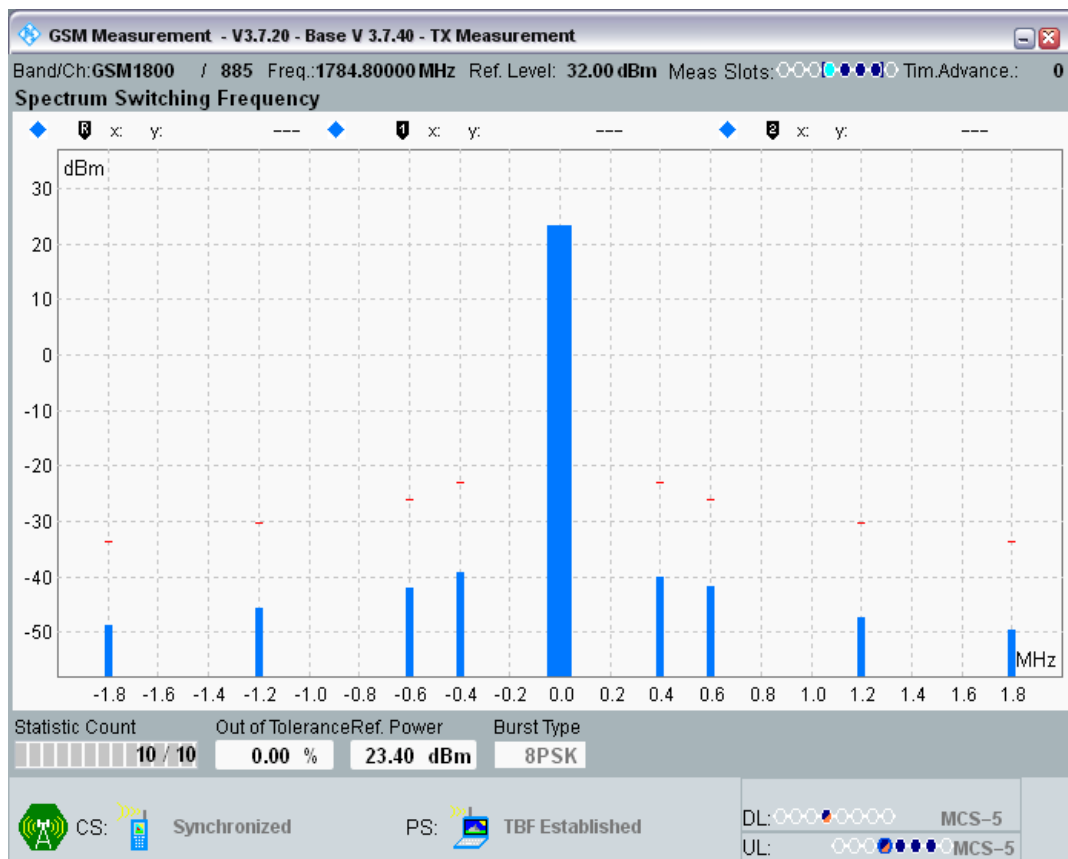 GSM Measurement - V3.7.20 - Base V 3.7.40 - TX Measurement
Band/Ch:GSM1800 / 885 Freq.:1784.80000 MHz Ref. Level: 32.00 dBm Meas Slots: Tim.Advance.: 0
Spectrum Switching Frequency
R x: y: --- 1 x: y: --- 2 x: y: ---
dBm
30
20
10
0
-10
-20
-30
-40
-50
MHz
-1.8 -1.6 -1.4 -1.2 -1.0 -0.8 -0.6 -0.4 -0.2 0.0 0.2 0.4 0.6 0.8 1.0 1.2 1.4 1.6 1.8
Statistic Count Out of Tolerance Ref. Power Burst Type
10 / 10 0.00 % 23.40 dBm 8PSK
CS: Synchronized PS: TBF Established
DL: MCS-5
UL: MCS-5